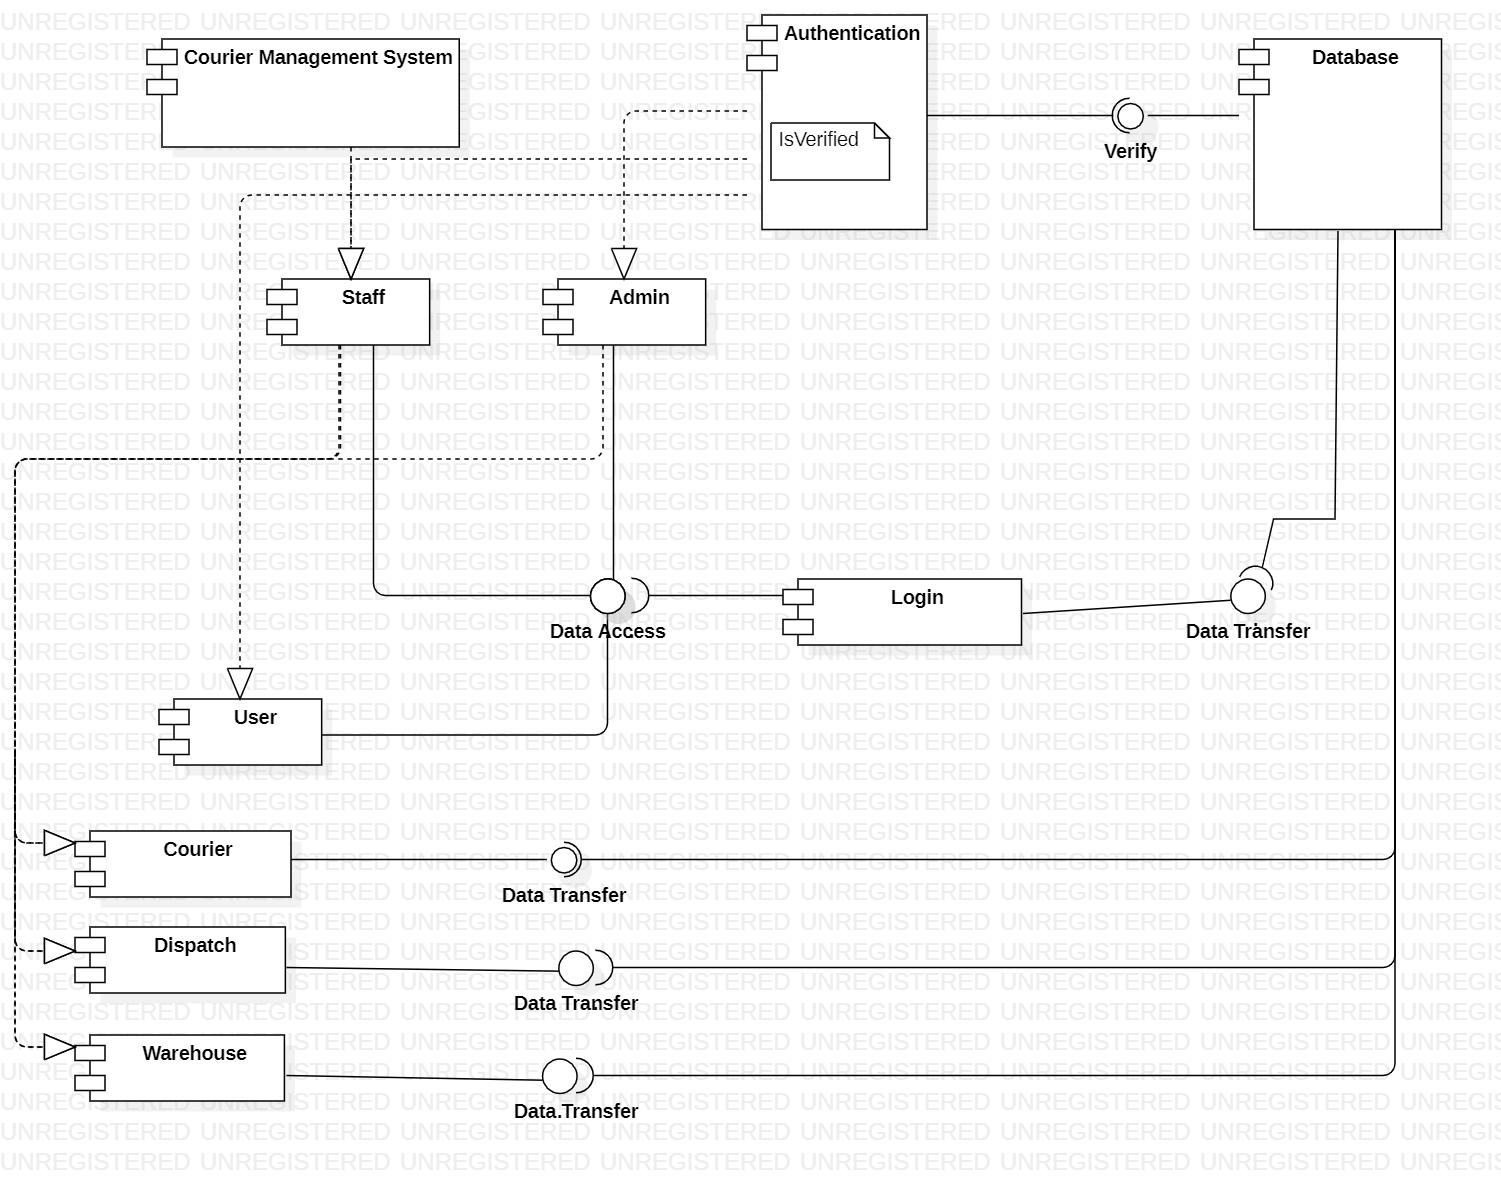 Courier Management System
Authentication
Database
IsVerified
Verify
Staff
Admin
Data Access
Login
Data Transfer
User
Courier
Data Transfer
Dispatch
Data Transfer
Warehouse
Data Transfer
UNREGISTERED